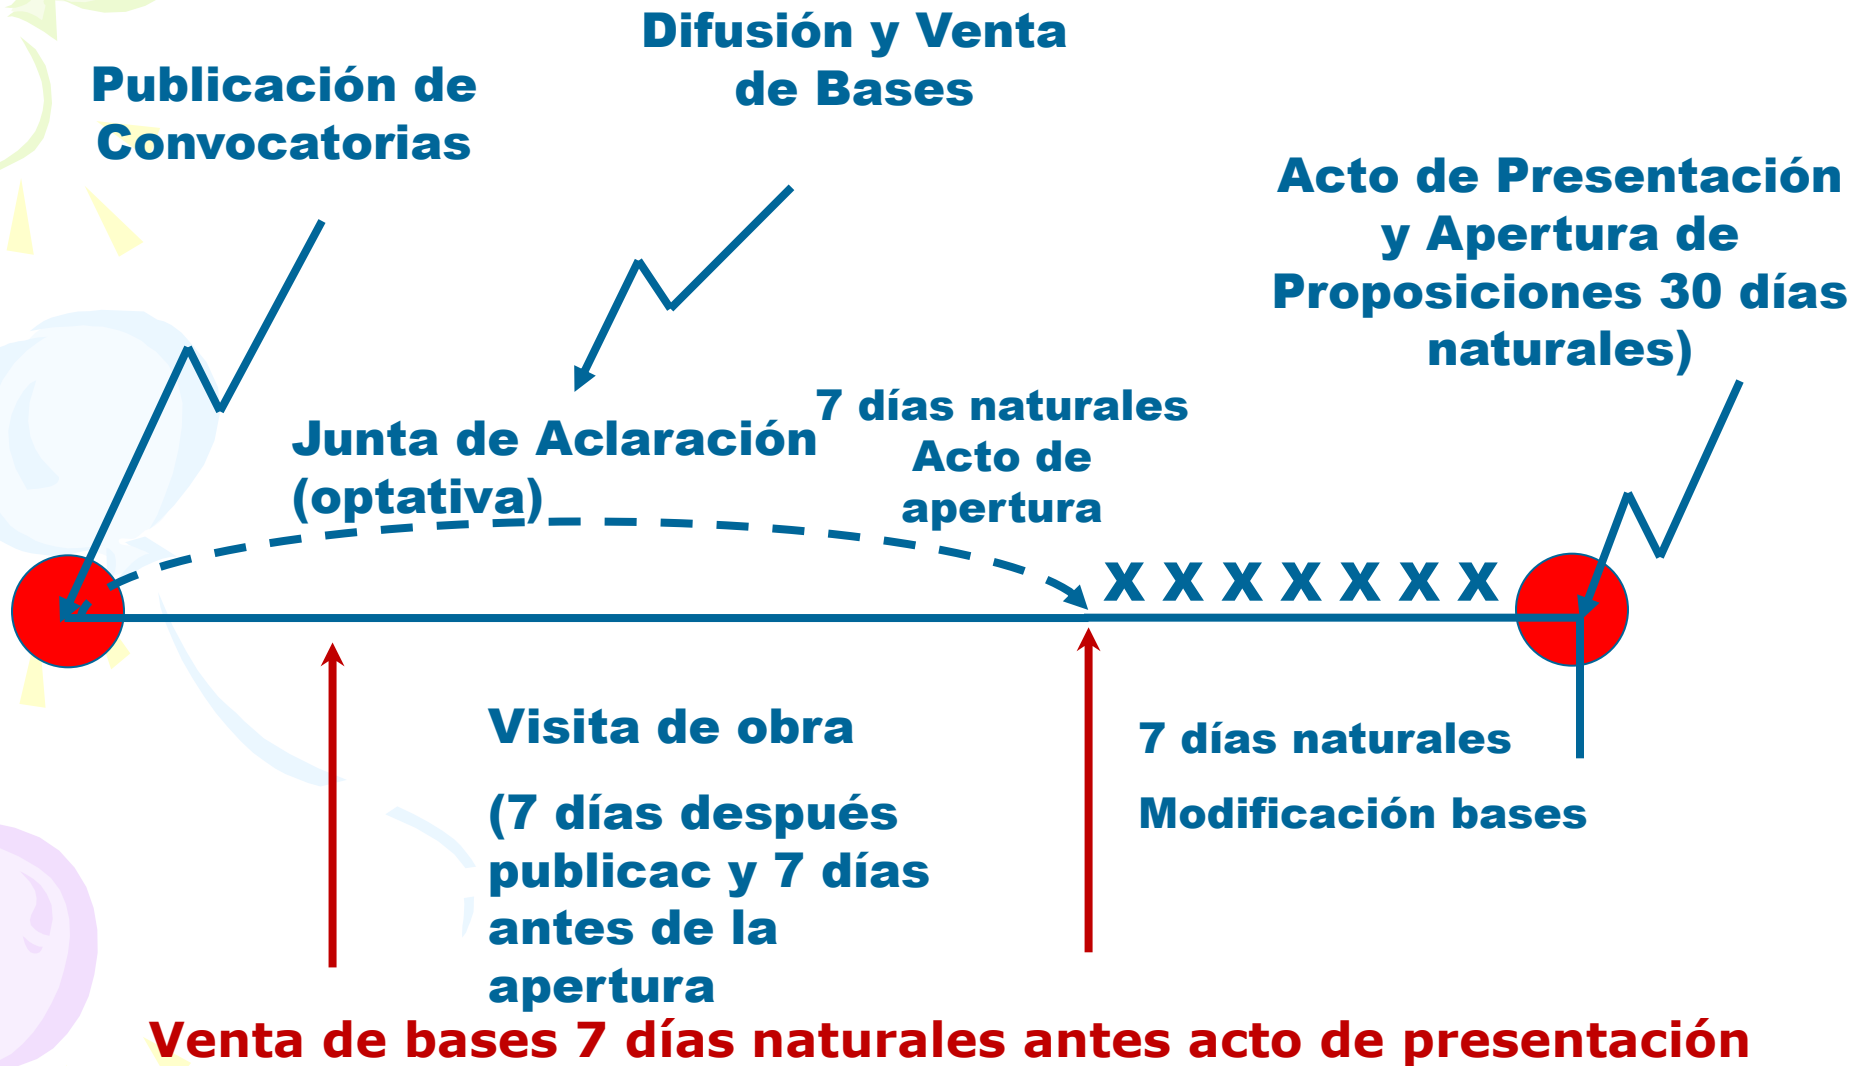 Difusión y Venta
de Bases
Publicación de
Convocatorias
Acto de Presentación
y Apertura de
Proposiciones 30 días
naturales)
Junta de Aclaración
(optativa)
7 días naturales
Acto de
apertura
X X X X X X X
Visita de obra
(7 días después
publicac y 7 días
antes de la
apertura
7 días naturales
Modificación bases
Venta de bases 7 días naturales antes acto de presentación